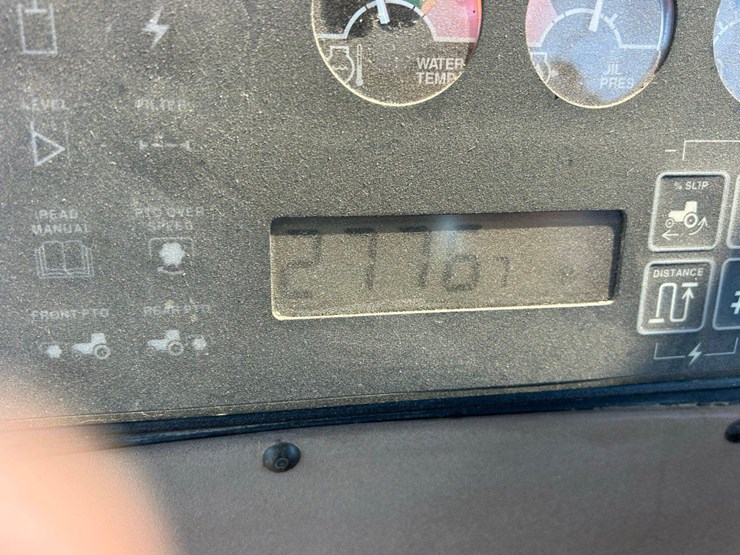 WATER
TEMP
OIL
PRES
LEVEL
FILTER
% SLIP
READ
MANUAL
PTO OVER
SPEED
DISTANCE
FRONT PTO
REAR PTO